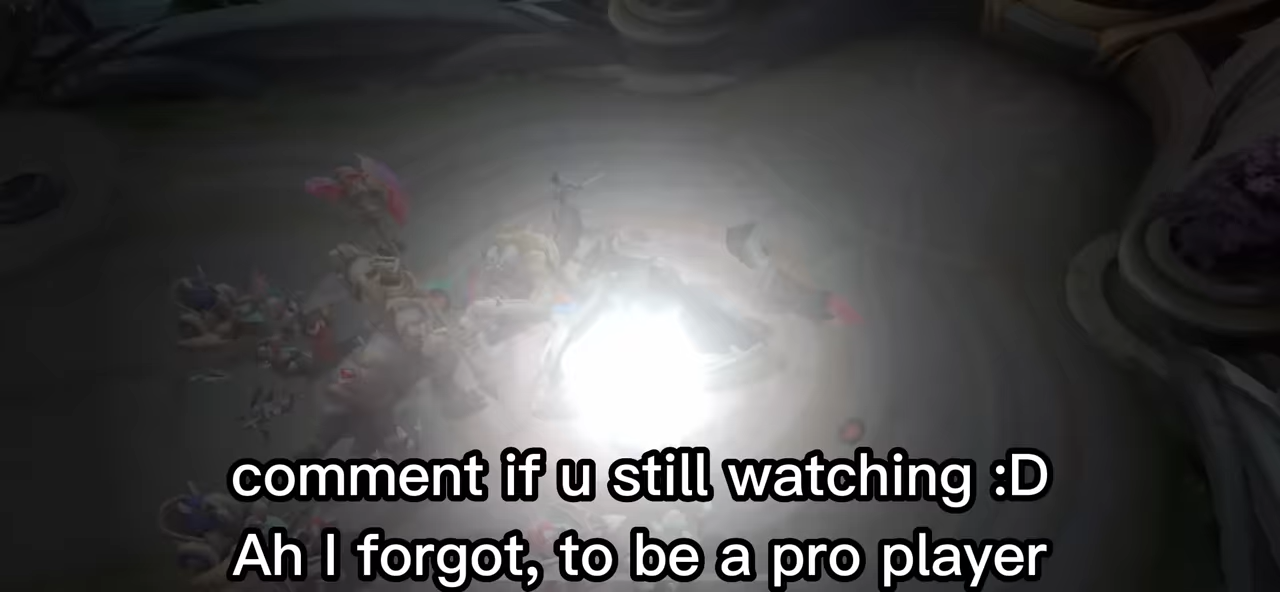 comment if u still watching :D
Ah I forgot, to be a pro player